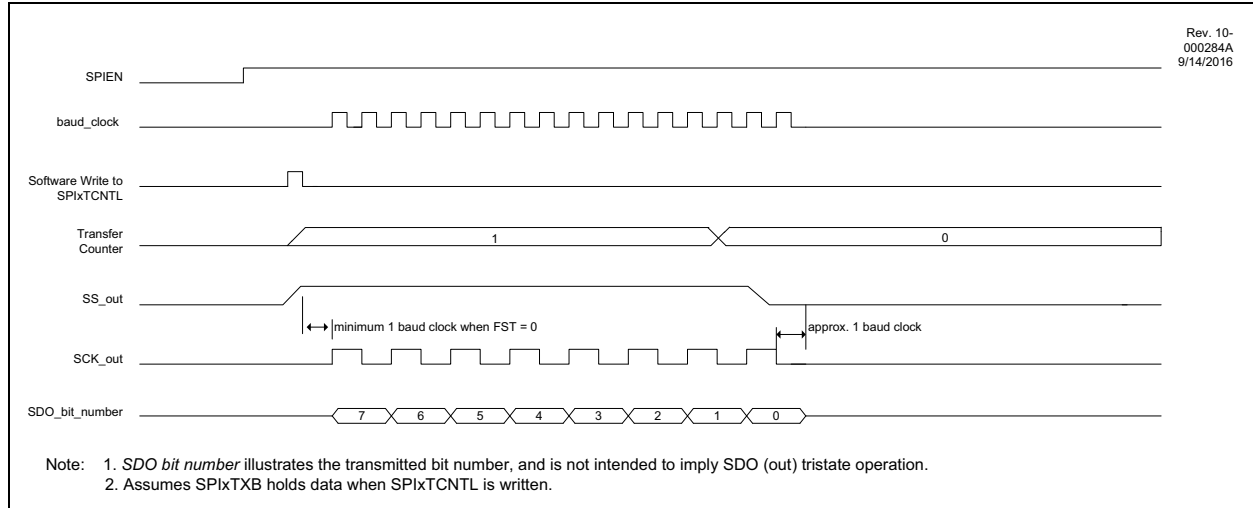 Rev. 10-
000284A
9/14/2016
SPIEN
baud_clock
Software Write to
SPIxTCNTL
Transfer
Counter
1
0
SS_out
minimum 1 baud clock when FST = 0
approx. 1 baud clock
SCK_out
SDO_bit_number
7 6 5 4 3 2 1 0
Note: 1. SDO bit number illustrates the transmitted bit number, and is not intended to imply SDO (out) tristate operation.
2. Assumes SPIxTXB holds data when SPIxTCNTL is written.